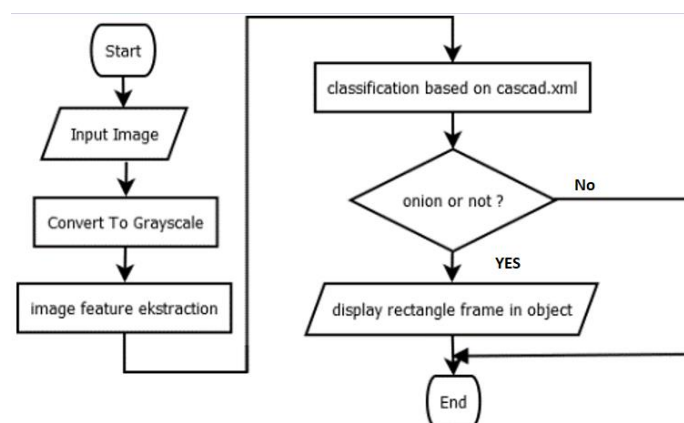 Start
Input Image
Convert To Grayscale
image feature ekstraction
classification based on cascad.xml
onion or not ?
No
YES
display rectangle frame in object
End